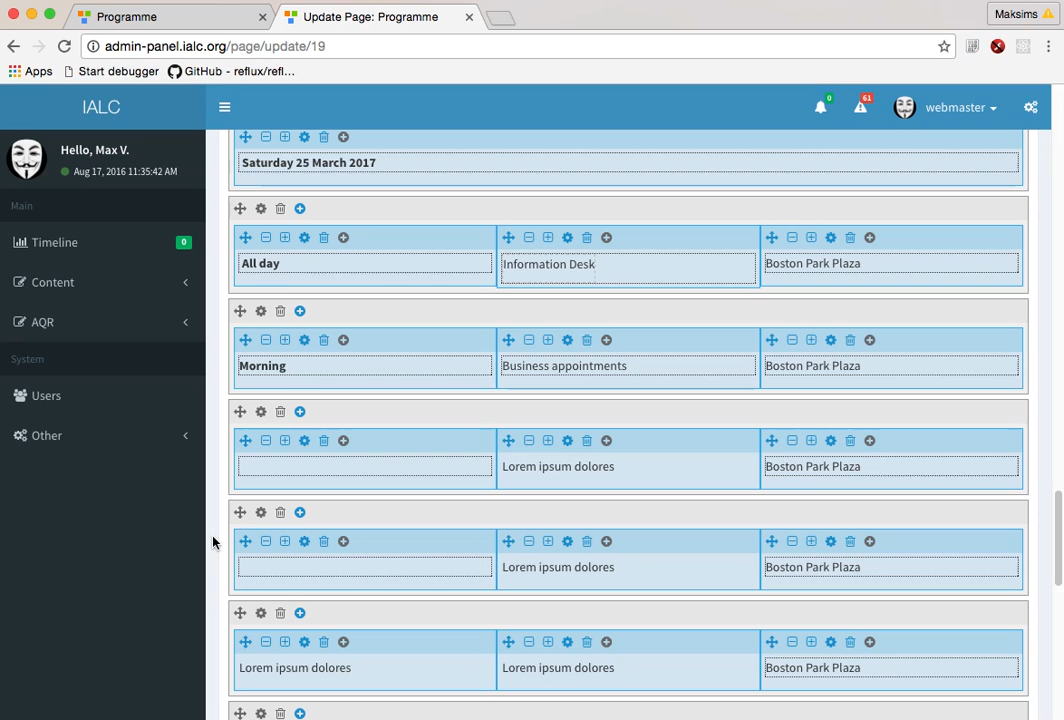 Programme
Update Page: Programme
Maksims
admin-panel.ialc.org/page/update/19
Apps
Start debugger
GitHub - reflux/refl...
IALC
0
61
webmaster
Hello, Max V.
Aug 17, 2016 11:35:42 AM
Main
Timeline
0
Content
AQR
System
Users
Other
Saturday 25 March 2017
All day
Information Desk
Boston Park Plaza
Morning
Business appointments
Boston Park Plaza
Lorem ipsum dolores
Boston Park Plaza
Lorem ipsum dolores
Boston Park Plaza
Lorem ipsum dolores
Lorem ipsum dolores
Boston Park Plaza